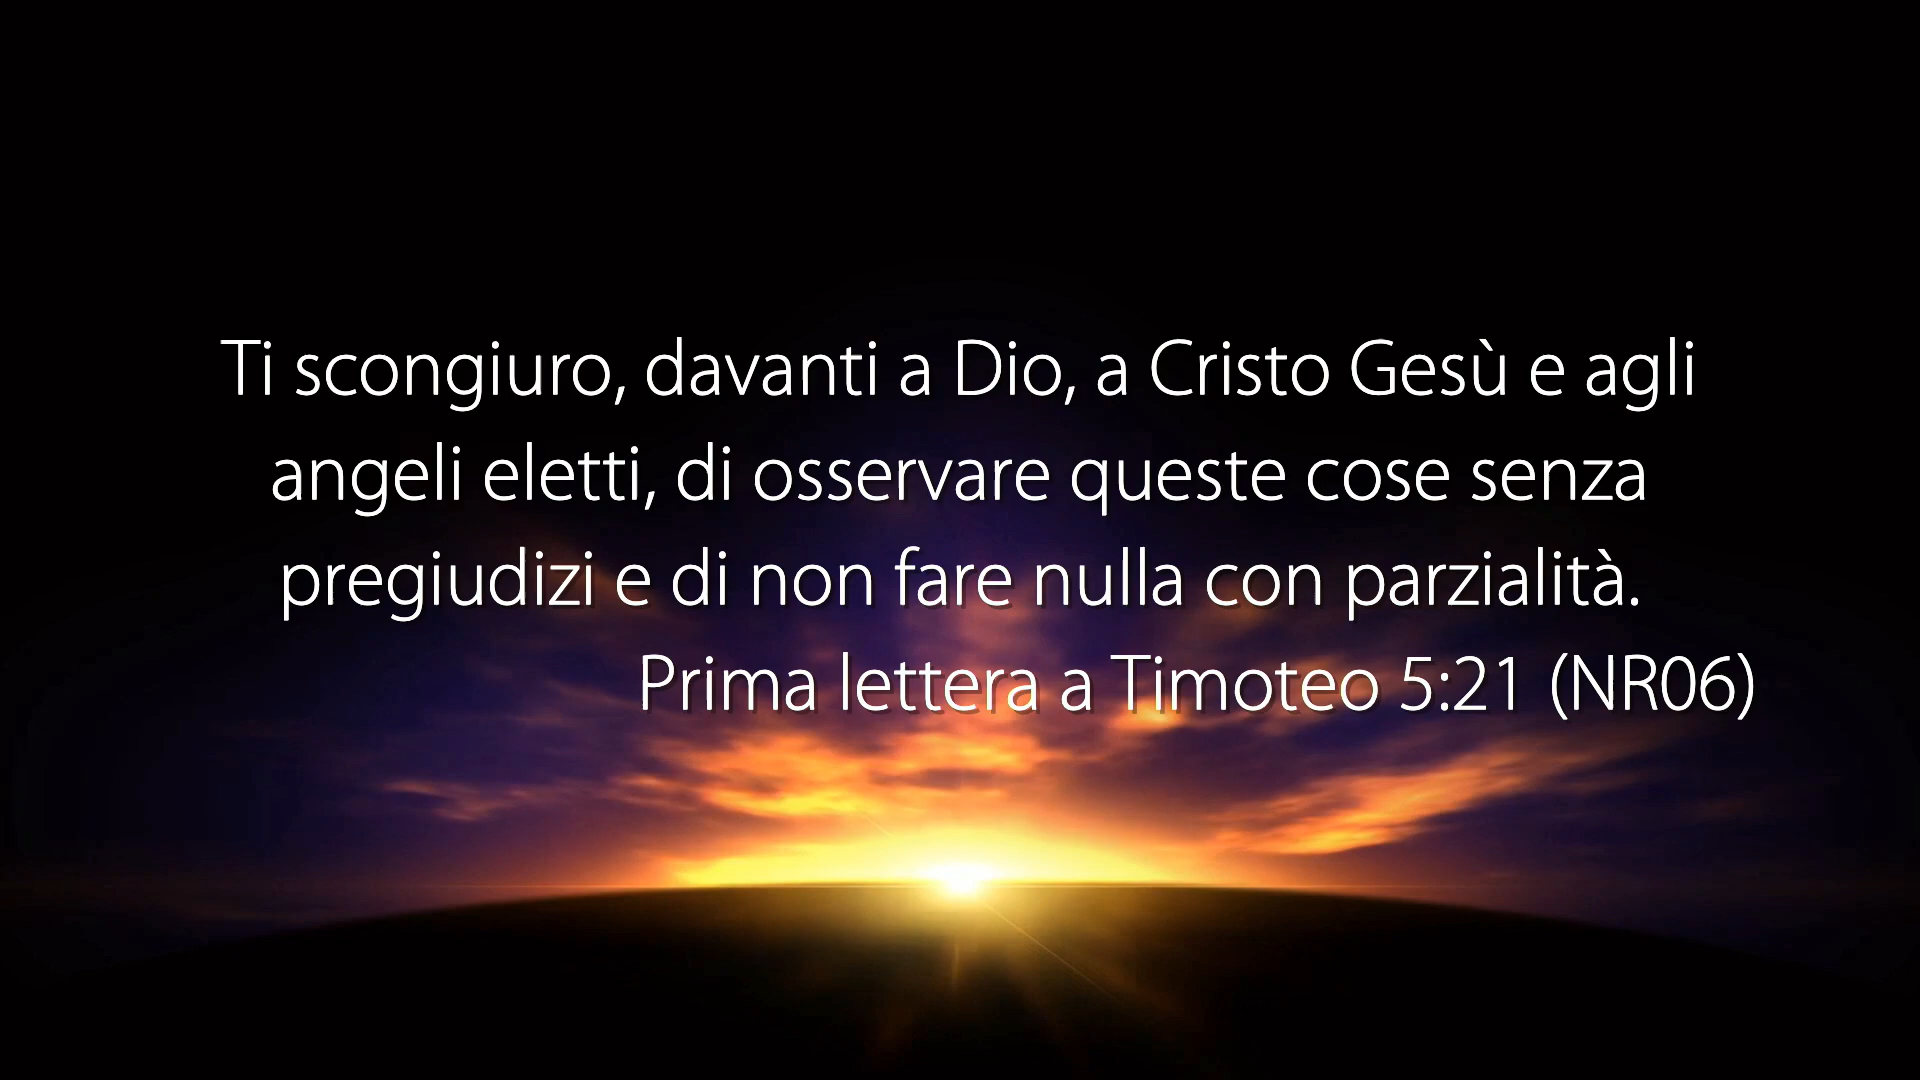 Ti scongiuro, davanti a Dio, a Cristo Gesù e agli
angeli eletti, di osservare queste cose senza
pregiudizi e di non fare nulla con parzialità.
Prima lettera a Timoteo 5:21 (NR06)